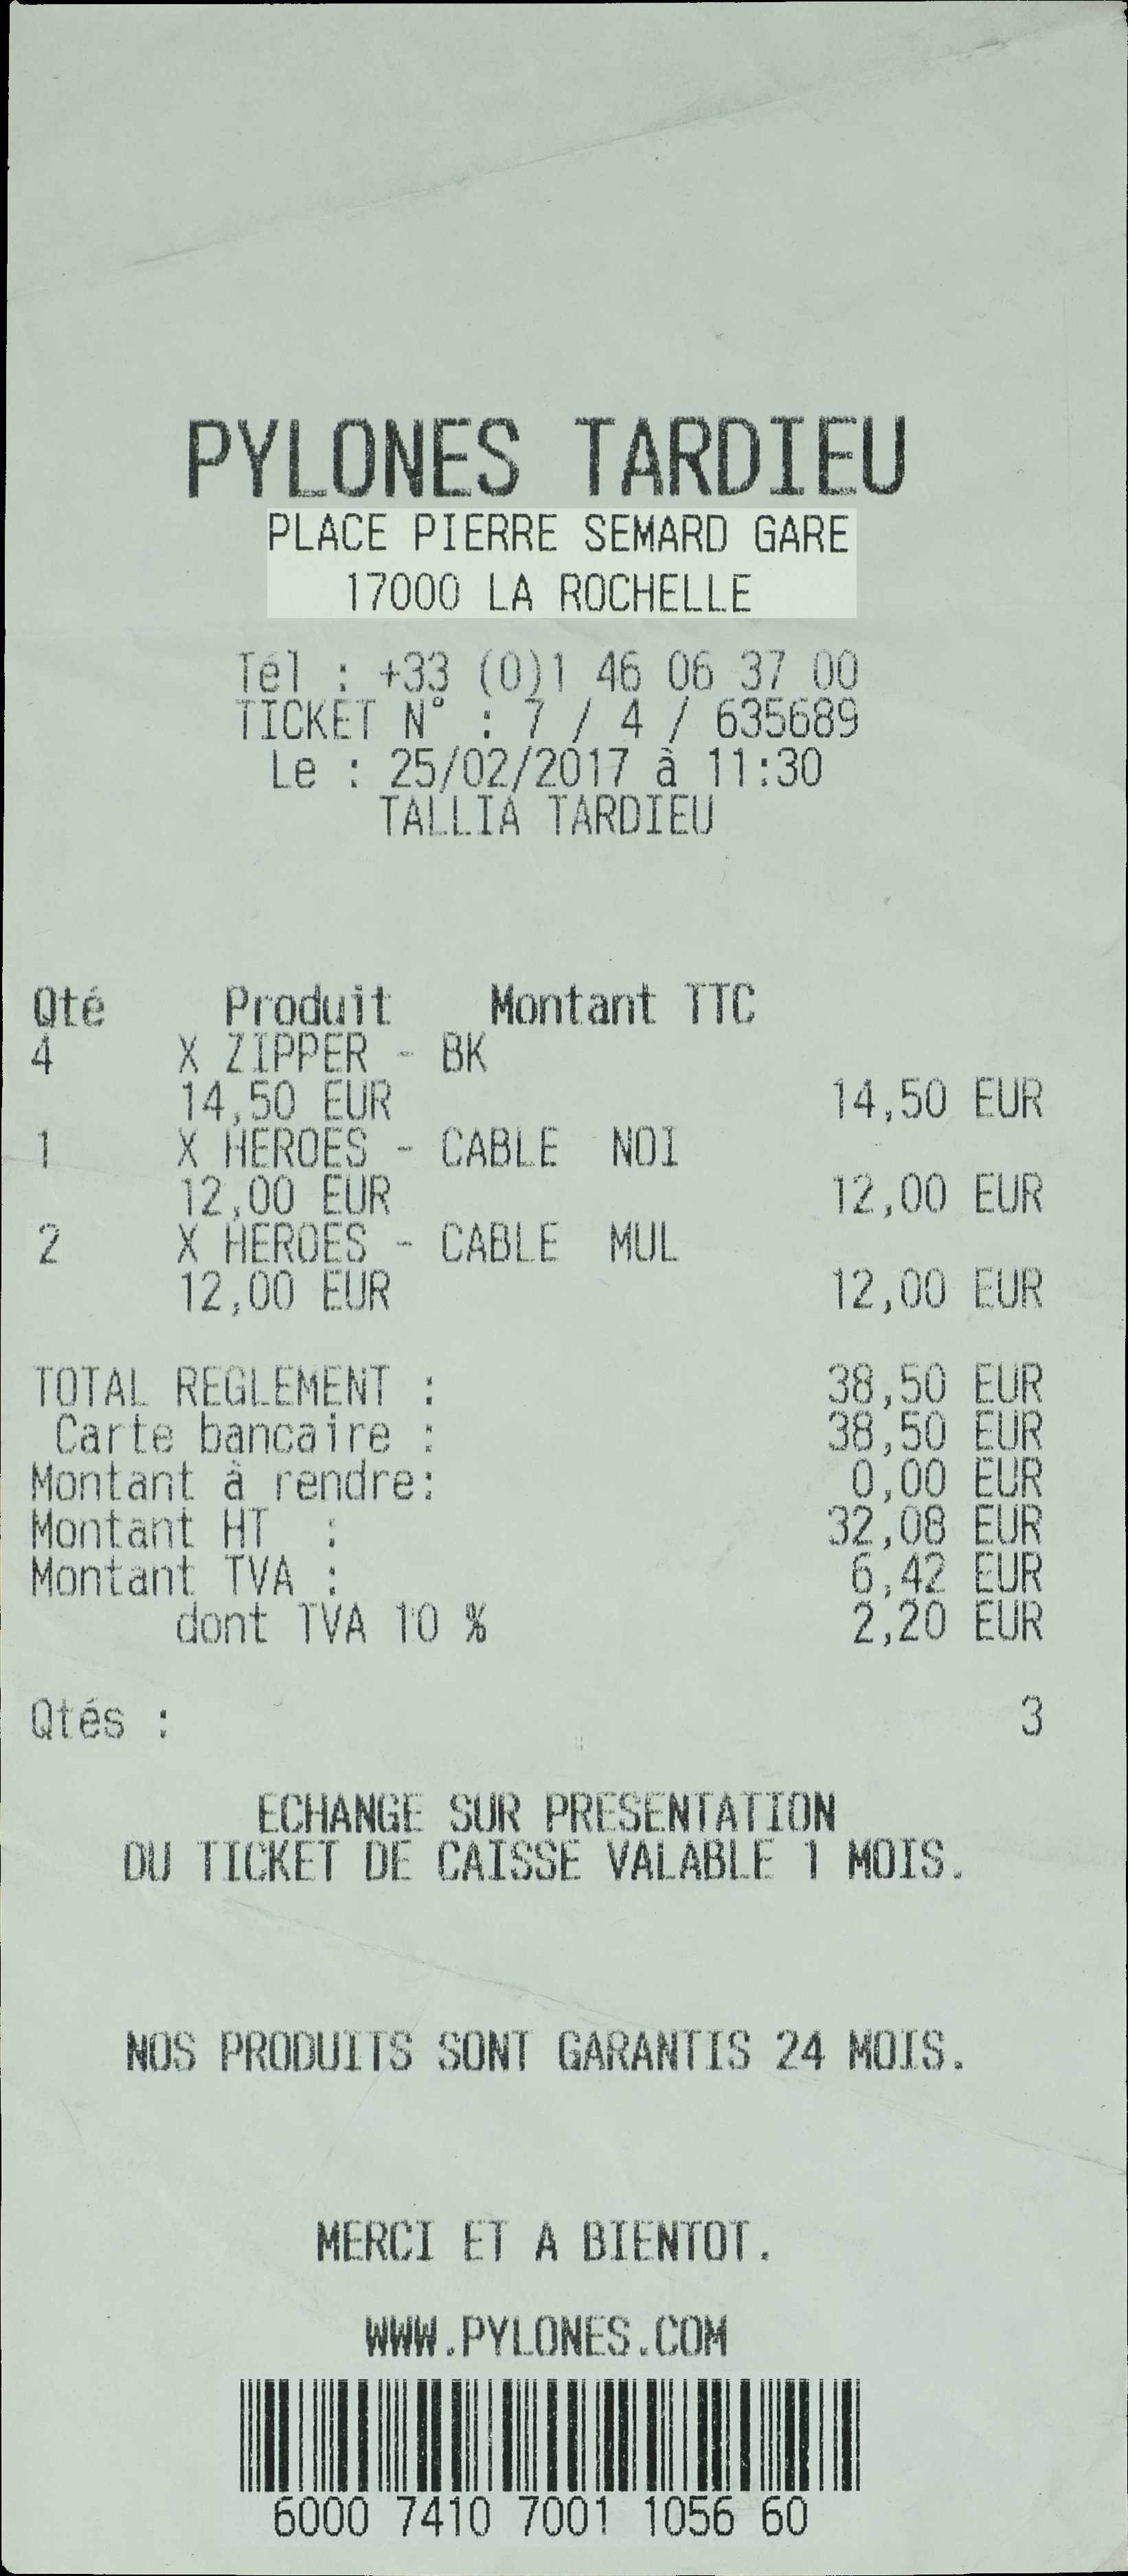 PYLONES TARDIEU
PLACE PIERRE SEMARD GARE
17000 LA ROCHELLE
Tél : +33 (0)1 46 06 37 00
TICKET N° : 7 / 4 / 635689
Le : 25/02/2017 à 11:30
TALLIA TARDIEU
Qté Produit Montant TTC
4 X ZIPPER - BK
14,50 EUR 14,50 EUR
1 X HEROES - CABLE NOI
12,00 EUR 12,00 EUR
2 X HEROES - CABLE MUL
12,00 EUR 12,00 EUR
TOTAL REGLEMENT : 38,50 EUR
Carte bancaire : 38,50 EUR
Montant à rendre: 0,00 EUR
Montant HT : 32,08 EUR
Montant TVA : 6,42 EUR
dont TVA 10 % 2,20 EUR
Qtés : 3
ECHANGE SUR PRESENTATION
DU TICKET DE CAISSE VALABLE 1 MOIS.
NOS PRODUITS SONT GARANTIS 24 MOIS.
MERCI ET A BIENTOT.
WWW.PYLONES.COM
6000 7410 7001 1056 60